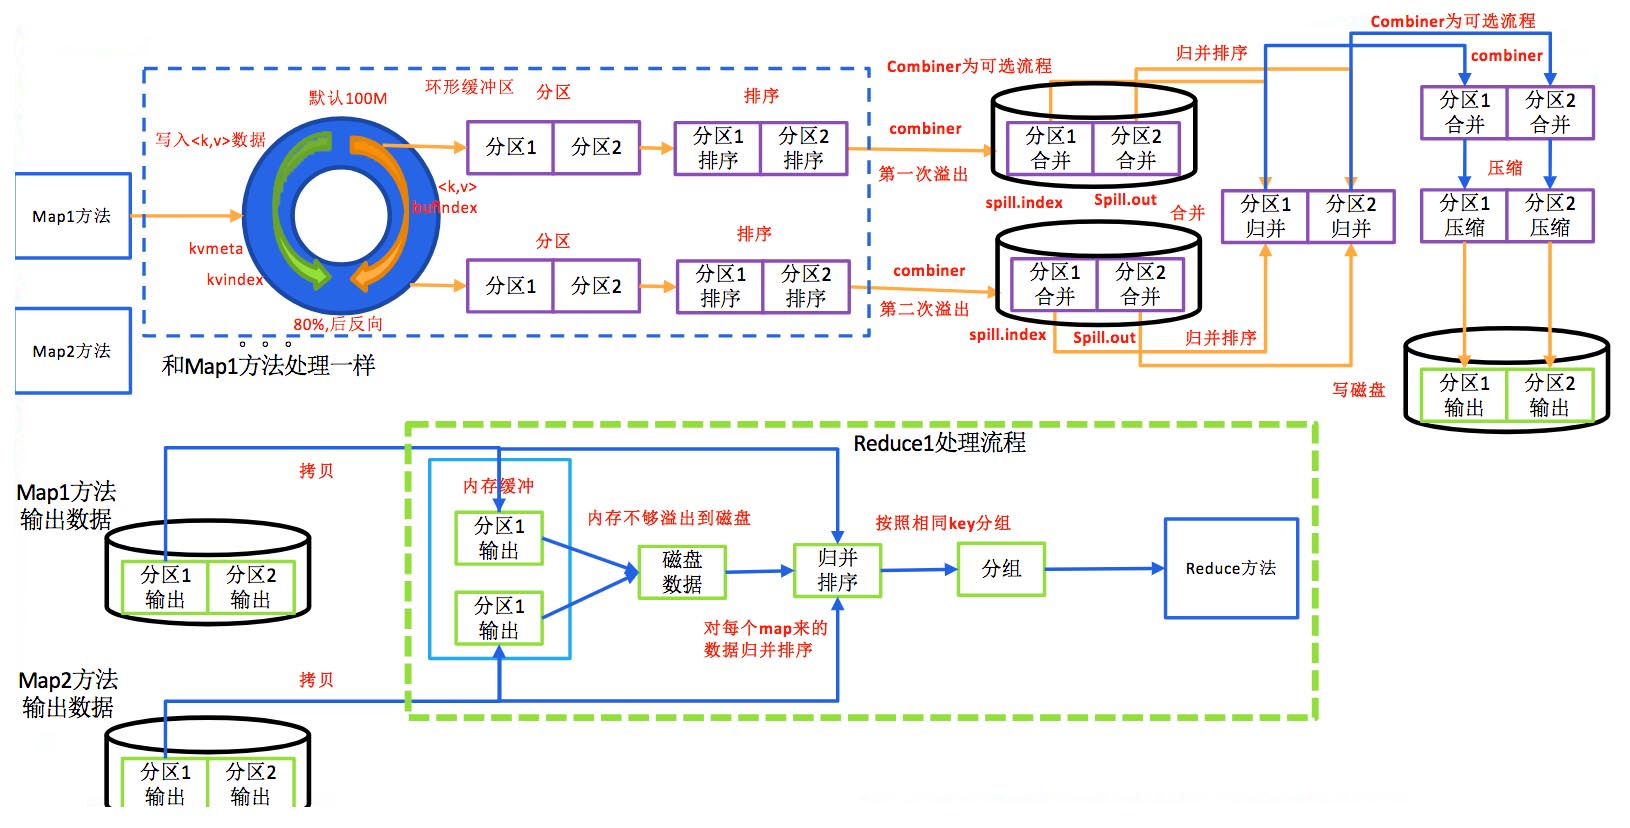 Combiner为可选流程
归并排序
combiner
Combiner为可选流程
默认100M
环形缓冲区
分区
排序
写入<k,v>数据
分区1
分区2
分区1
排序
分区2
排序
combiner
第一次溢出
分区1
合并
分区2
合并
spill.index
Spill.out
分区1
合并
分区2
合并
压缩
Map1方法
<k,v>
bufindex
kvmeta
kvindex
80%,后反向
分区
排序
分区1
分区2
分区1
排序
分区2
排序
combiner
第二次溢出
合并
分区1
合并
分区2
合并
spill.index
Spill.out
归并排序
分区1
归并
分区2
归并
分区1
压缩
分区2
压缩
写磁盘
分区1
输出
分区2
输出
Map2方法
。。。
和Map1方法处理一样
Reduce1处理流程
拷贝
Map1方法
输出数据
分区1
输出
分区2
输出
内存缓冲
分区1
输出
分区1
输出
内存不够溢出到磁盘
磁盘
数据
归并
排序
对每个map来的
数据归并排序
按照相同key分组
分组
Reduce方法
拷贝
Map2方法
输出数据
分区1
输出
分区2
输出